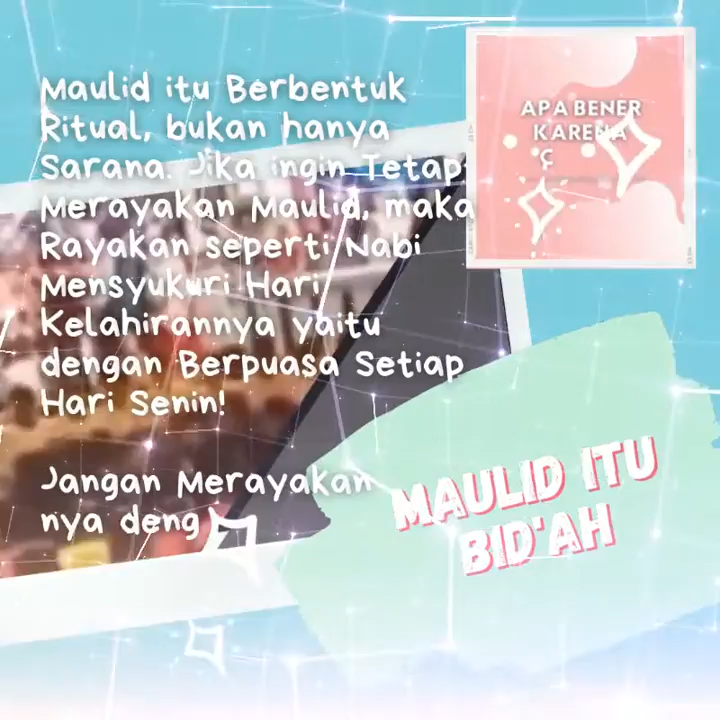 Maulid itu Berbentuk
Ritual, bukan hanya
Sarana. Jika ingin Tetap
Merayakan Maulid, maka
Rayakan seperti Nabi
Mensyukuri Hari
Kelahirannya yaitu
dengan Berpuasa Setiap
Hari Senin!
Jangan Merayakan
nya deng
APA BENER
KARENA
MAULID ITU
BID'AH